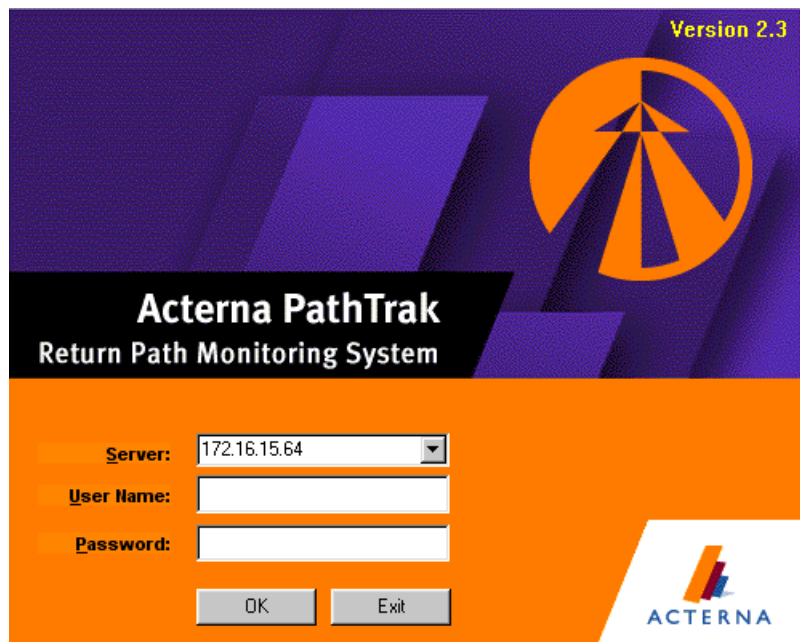 Version 2.3
Acterna PathTrak
Return Path Monitoring System
Server: 172.16.15.64
User Name:
Password:
OK Exit
ACTERNA